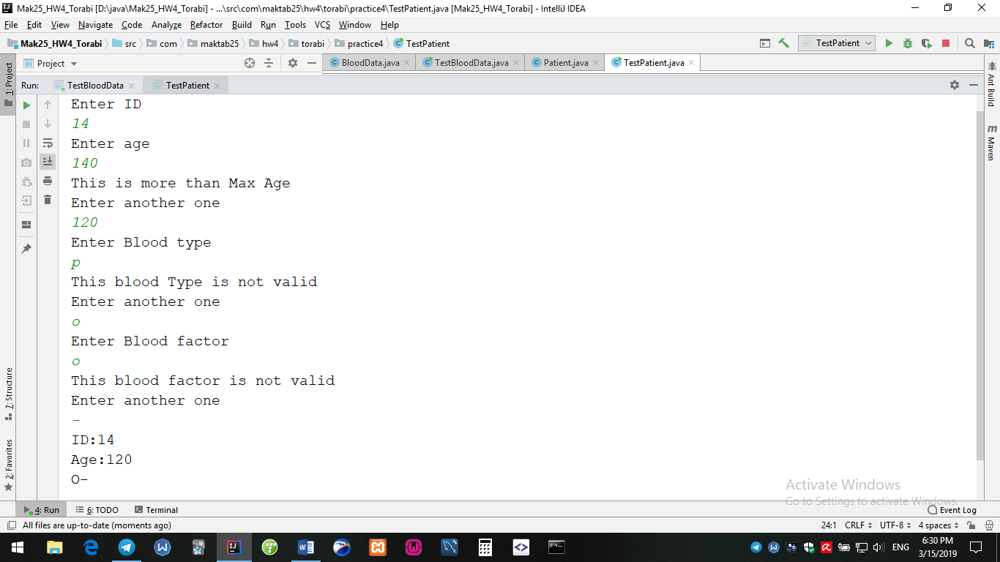 Mak25_HW4_Torabi [D:\java\Mak25_HW4_Torabi] - ...\src\com\maktab25\hw4\torabi\practice4\TestPatient.java [Mak25_HW4_Torabi] - IntelliJ IDEA
File Edit View Navigate Code Analyze Refactor Build Run Tools VCS Window Help
Mak25_HW4_Torabi src com maktab25 hw4 torabi practice4 TestPatient TestPatient
1: Project
Project BloodData.java TestBloodData.java Patient.java TestPatient.java
Run: TestBloodData TestPatient
Ant Build
Maven
Enter ID
14
Enter age
140
This is more than Max Age
Enter another one
120
Enter Blood type
p
This blood Type is not valid
Enter another one
o
Enter Blood factor
o
This blood factor is not valid
Enter another one
-
ID:14
Age:120
O-
7: Structure
2: Favorites
Activate Windows
Go to Settings to activate Windows.
4: Run 6: TODO Terminal Event Log
All files are up-to-date (moments ago) 24:1 CRLF UTF-8 4 spaces
ENG 6:30 PM
3/15/2019